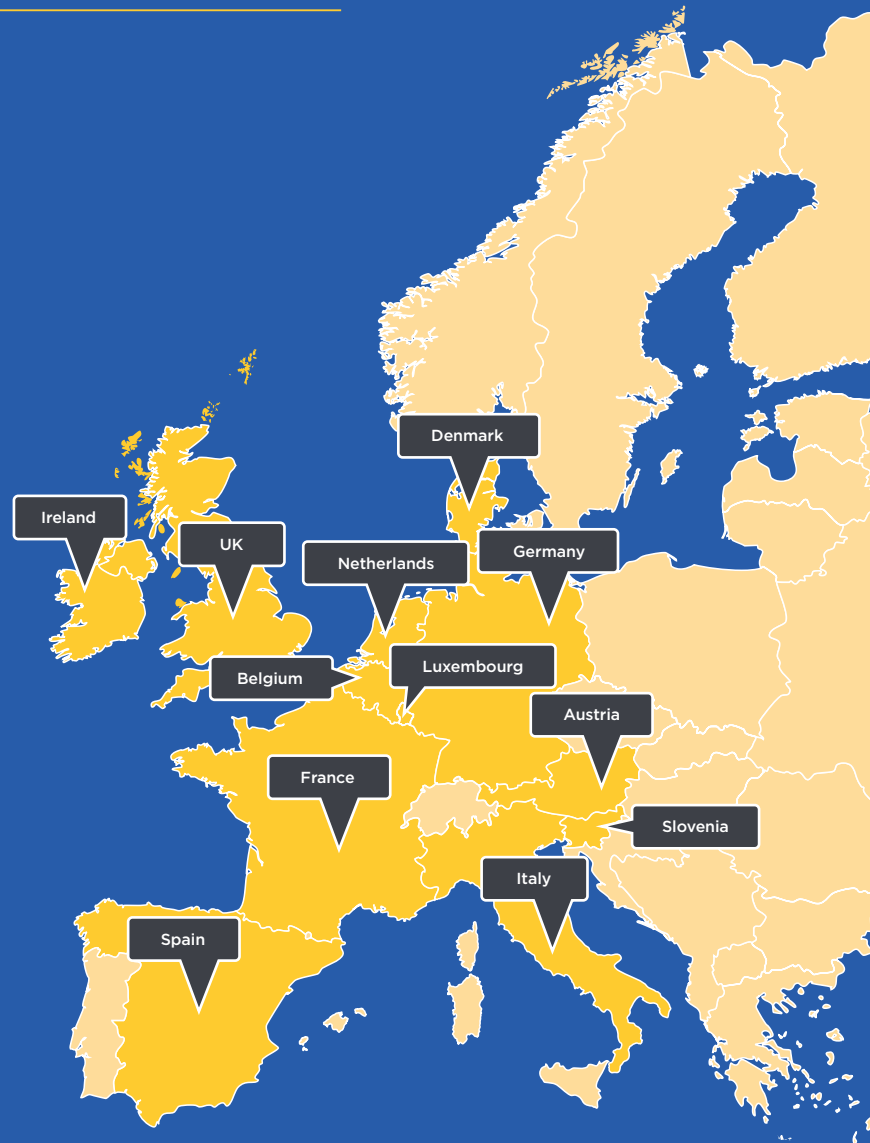 Denmark
Ireland
UK
Netherlands
Germany
Belgium
Luxembourg
Austria
France
Slovenia
Italy
Spain